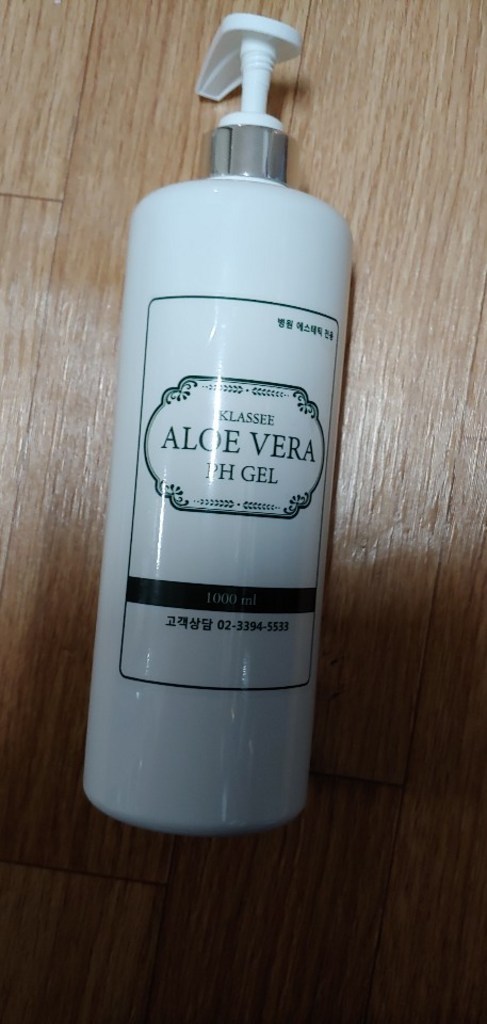 병원 에스테틱 전용
KLASSEE
ALOE VERA
PH GEL
1000 ml
고객상담 02-3394-5533